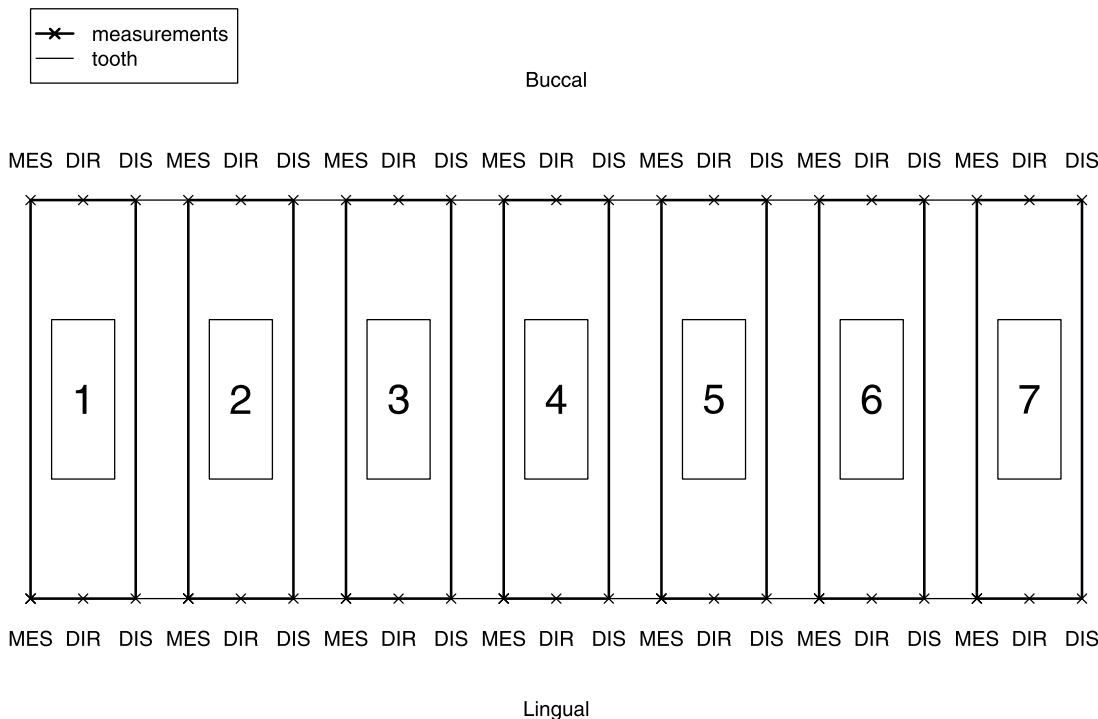 measurements
tooth
Buccal
MES DIR DIS MES DIR DIS MES DIR DIS MES DIR DIS MES DIR DIS MES DIR DIS MES DIR DIS
1 2 3 4 5 6 7
MES DIR DIS MES DIR DIS MES DIR DIS MES DIR DIS MES DIR DIS MES DIR DIS MES DIR DIS
Lingual